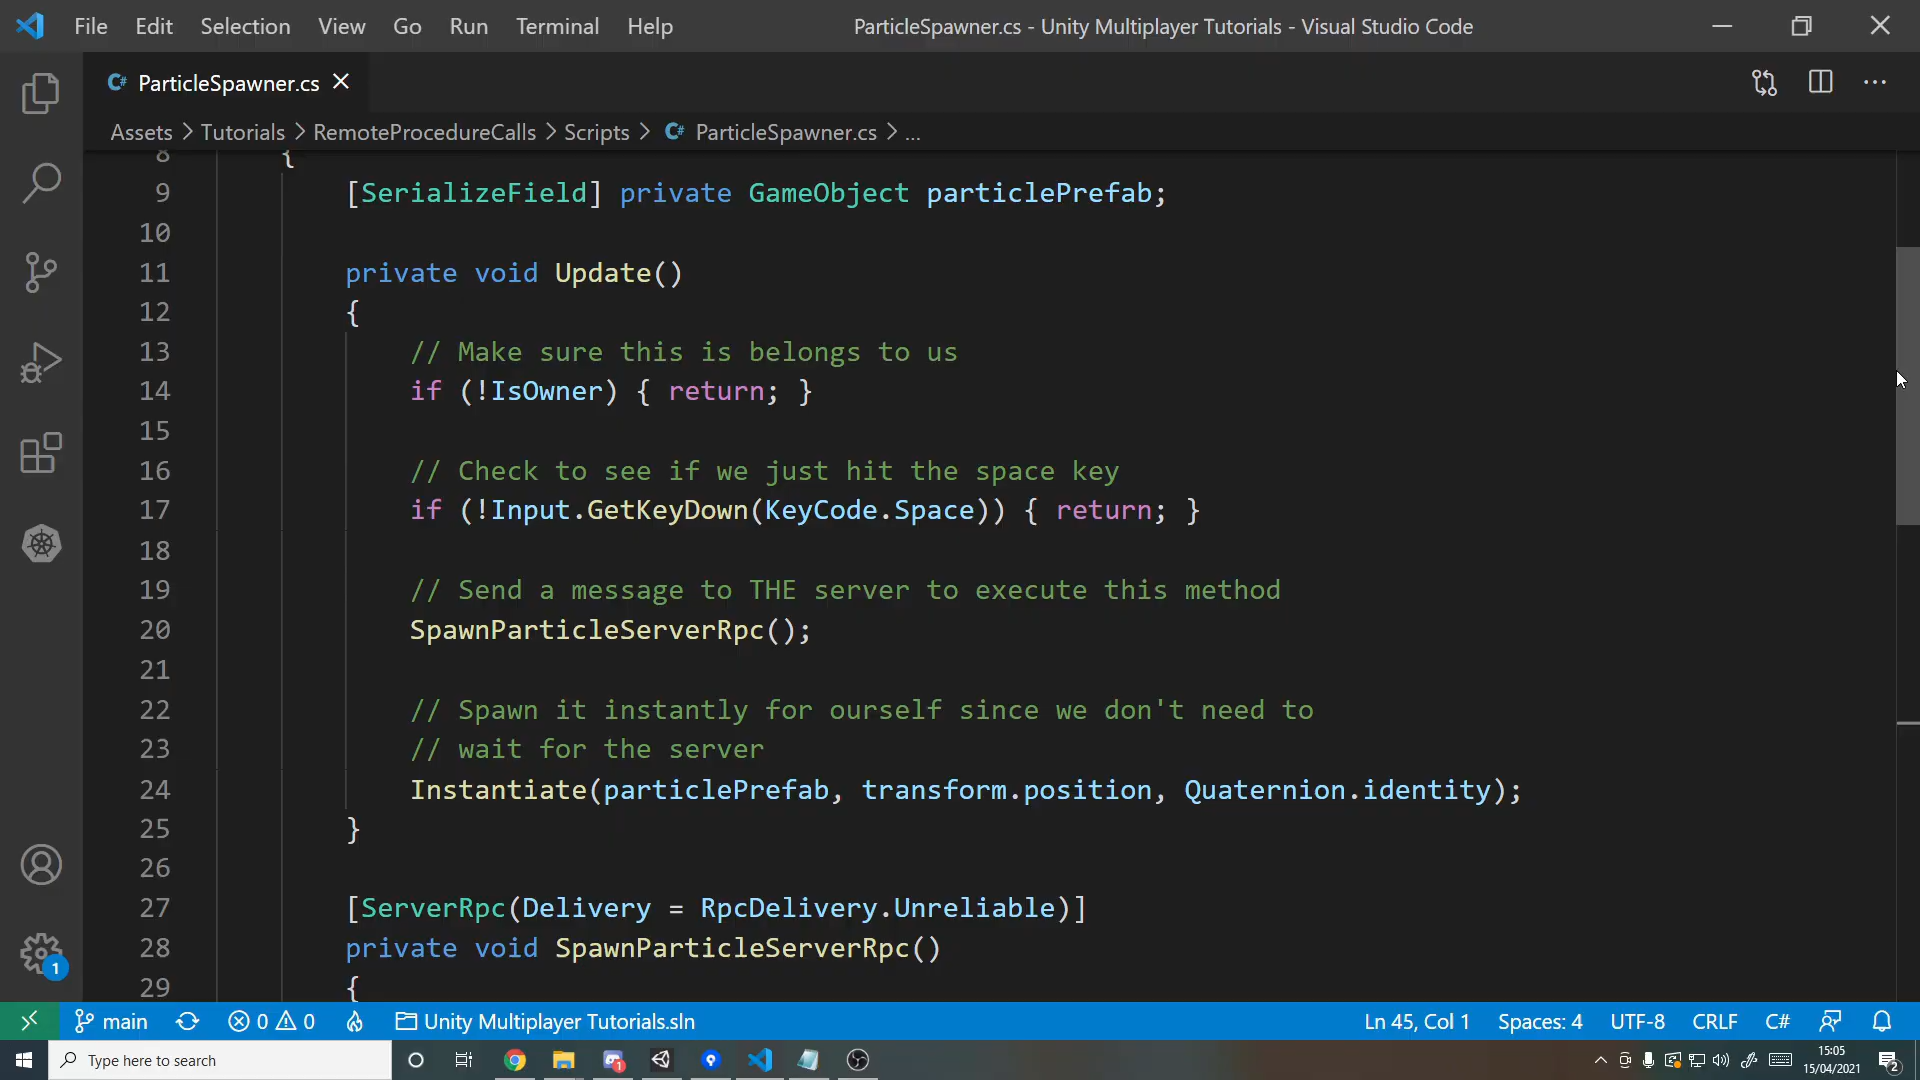 File Edit Selection View Go Run Terminal Help ParticleSpawner.cs - Unity Multiplayer Tutorials - Visual Studio Code
C# ParticleSpawner.cs
Assets > Tutorials > RemoteProcedureCalls > Scripts > C# ParticleSpawner.cs > ...
8 {
9 [SerializeField] private GameObject particlePrefab;
10
11 private void Update()
12 {
13 // Make sure this is belongs to us
14 if (!IsOwner) { return; }
15
16 // Check to see if we just hit the space key
17 if (!Input.GetKeyDown(KeyCode.Space)) { return; }
18
19 // Send a message to THE server to execute this method
20 SpawnParticleServerRpc();
21
22 // Spawn it instantly for ourself since we don't need to
23 // wait for the server
24 Instantiate(particlePrefab, transform.position, Quaternion.identity);
25 }
26
27 [ServerRpc(Delivery = RpcDelivery.Unreliable)]
28 private void SpawnParticleServerRpc()
29 {
1
main 0 0 Unity Multiplayer Tutorials.sln Ln 45, Col 1 Spaces: 4 UTF-8 CRLF C#
Type here to search 1 15:05
15/04/2021 2